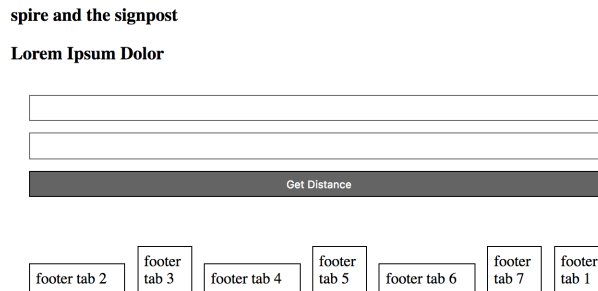 spire and the signpost
Lorem Ipsum Dolor
Get Distance
footer tab 2
footer
tab 3
footer tab 4
footer
tab 5
footer tab 6
footer
tab 7
footer
tab 1